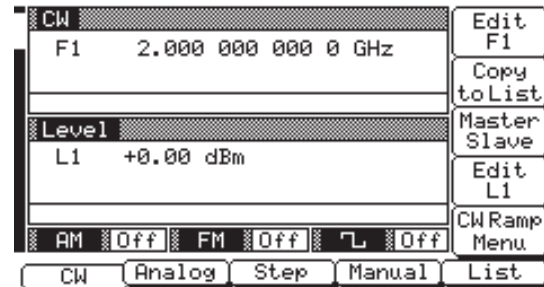 CW
F1 2.000 000 000 0 GHz
Level
L1 +0.00 dBm
AM Off FM Off Off
CW Analog Step Manual List
Edit
F1
Copy
to List
Master
Slave
Edit
L1
CW Ramp
Menu